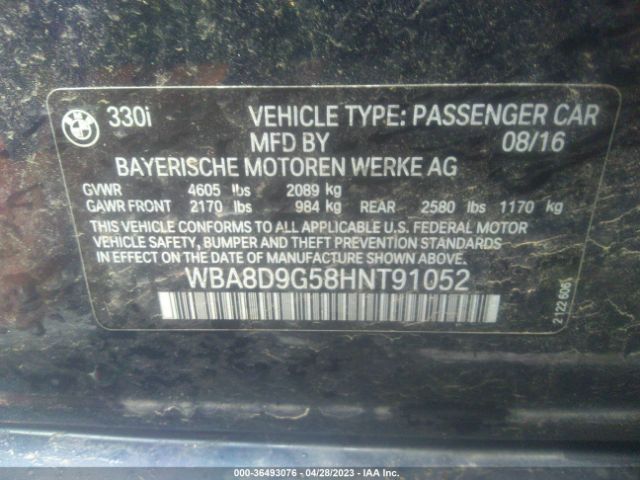 BMW
330i VEHICLE TYPE: PASSENGER CAR
MFD BY 08/16
BAYERISCHE MOTOREN WERKE AG
GVWR 4605 lbs 2089 kg
GAWR FRONT 2170 lbs 984 kg REAR 2580 lbs 1170 kg
THIS VEHICLE CONFORMS TO ALL APPLICABLE U.S. FEDERAL MOTOR
VEHICLE SAFETY, BUMPER AND THEFT PREVENTION STANDARDS
IN EFFECT ON THE DATE OF MANUFACTURE SHOWN ABOVE.
WBA8D9G58HNT91052
2 122 606
000-36493076 / 04/28/2023 - IAA Inc.